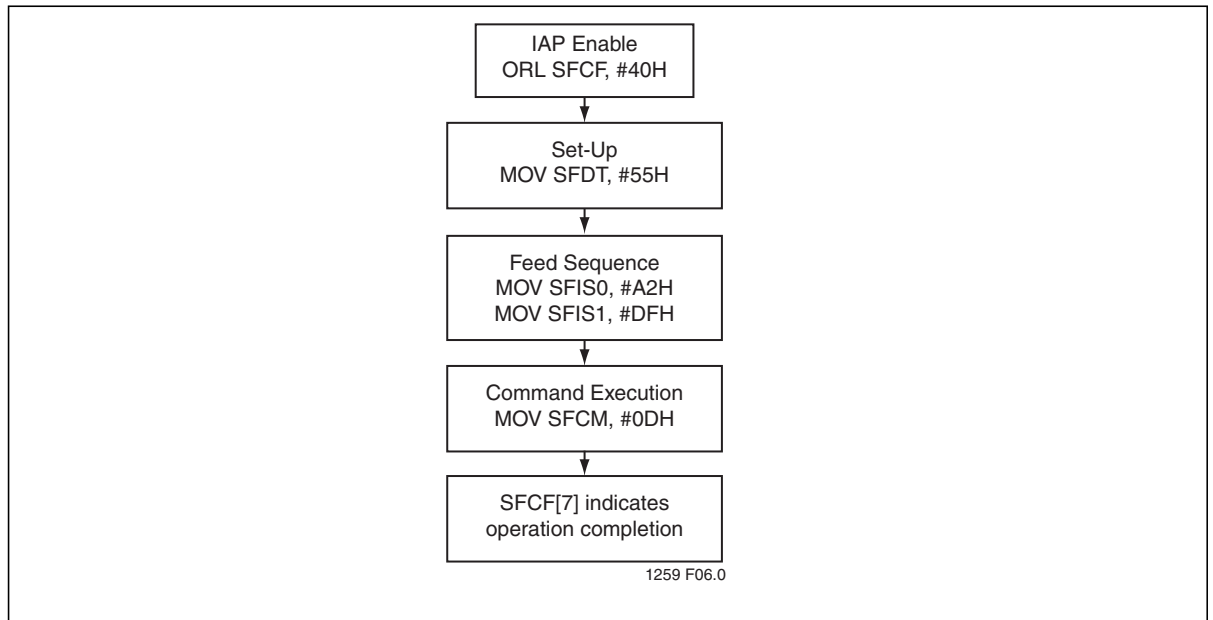 IAP Enable
ORL SFCF, #40H
Set-Up
MOV SFDT, #55H
Feed Sequence
MOV SFIS0, #A2H
MOV SFIS1, #DFH
Command Execution
MOV SFCM, #0DH
SFCF[7] indicates
operation completion
1259 F06.0